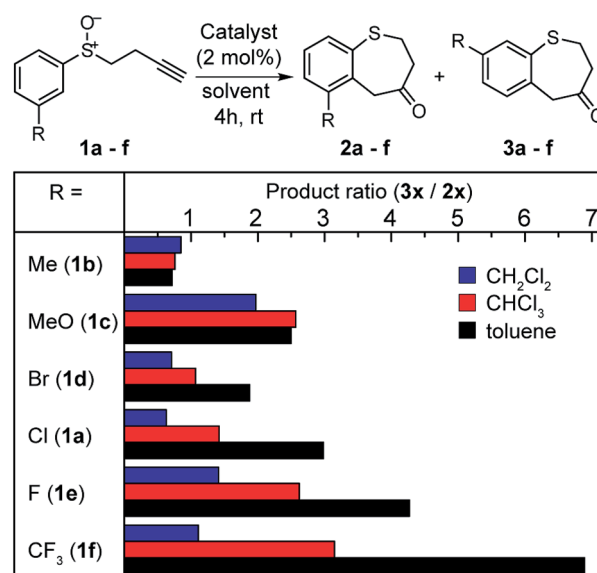 O⁻
S⁺
R
1a - f
Catalyst
(2 mol%)
solvent
4h, rt
S
R
O
2a - f
+
R
S
O
3a - f
R =
Product ratio (3x / 2x)
1 2 3 4 5 6 7
Me (1b)
MeO (1c)
Br (1d)
Cl (1a)
F (1e)
CF₃ (1f)
CH₂Cl₂
CHCl₃
toluene